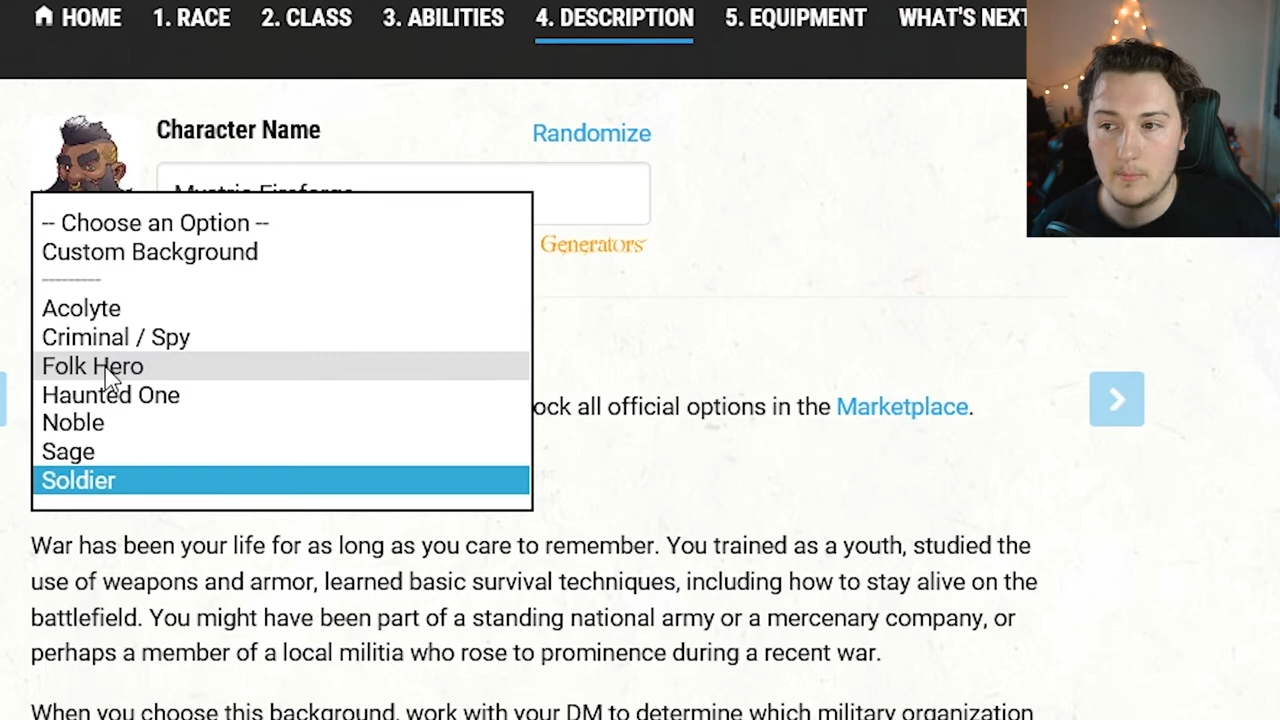 HOME 1. RACE 2. CLASS 3. ABILITIES 4. DESCRIPTION 5. EQUIPMENT WHAT'S NEXT
Character Name
Randomize
Generators
-- Choose an Option --
Custom Background
----------
Acolyte
Criminal / Spy
Folk Hero
Haunted One
Noble
Sage
Soldier
ock all official options in the Marketplace.
War has been your life for as long as you care to remember. You trained as a youth, studied the
use of weapons and armor, learned basic survival techniques, including how to stay alive on the
battlefield. You might have been part of a standing national army or a mercenary company, or
perhaps a member of a local militia who rose to prominence during a recent war.
When you choose this background, work with your DM to determine which military organization